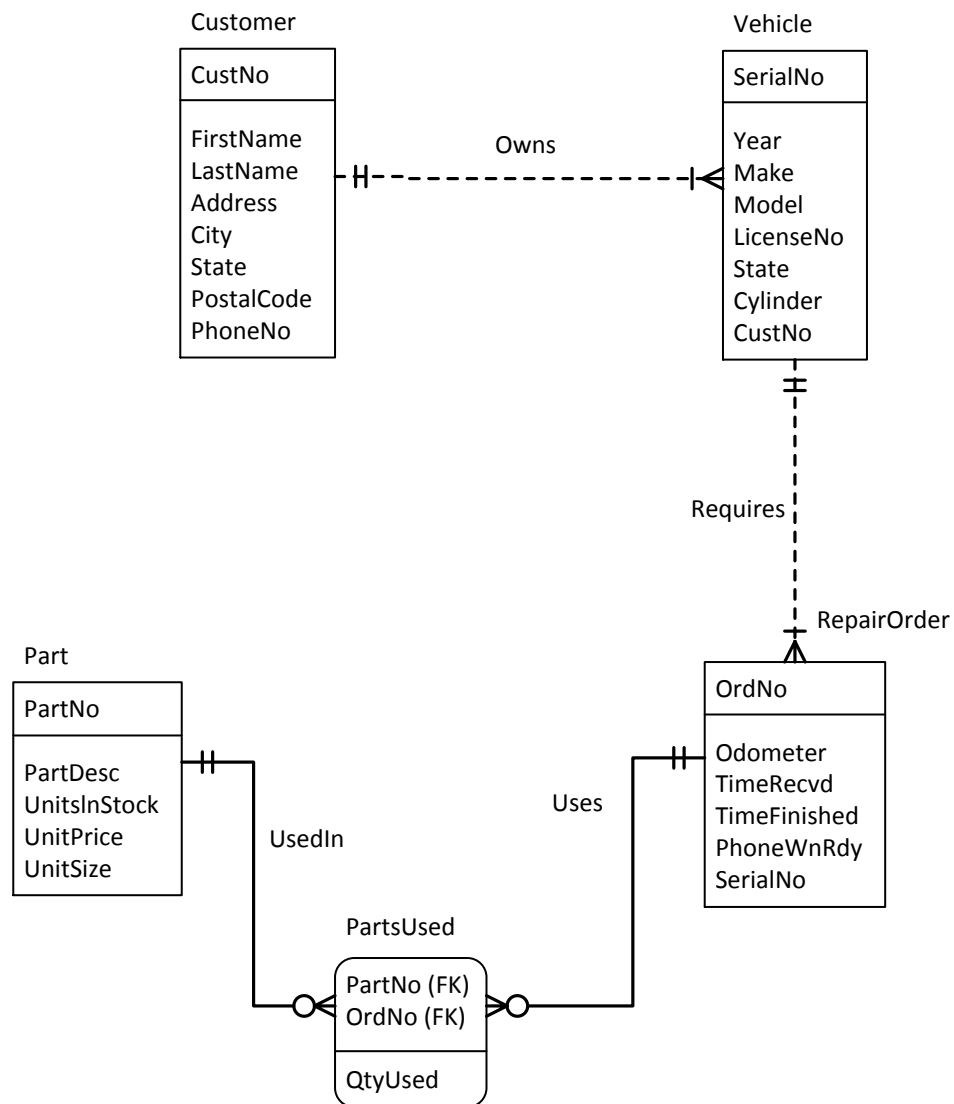 Customer
CustNo
FirstName
LastName
Address
City
State
PostalCode
PhoneNo
Owns
Vehicle
SerialNo
Year
Make
Model
LicenseNo
State
Cylinder
CustNo
Requires
RepairOrder
OrdNo
Odometer
TimeRecvd
TimeFinished
PhoneWnRdy
SerialNo
Part
PartNo
PartDesc
UnitsInStock
UnitPrice
UnitSize
UsedIn
Uses
PartsUsed
PartNo (FK)
OrdNo (FK)
QtyUsed